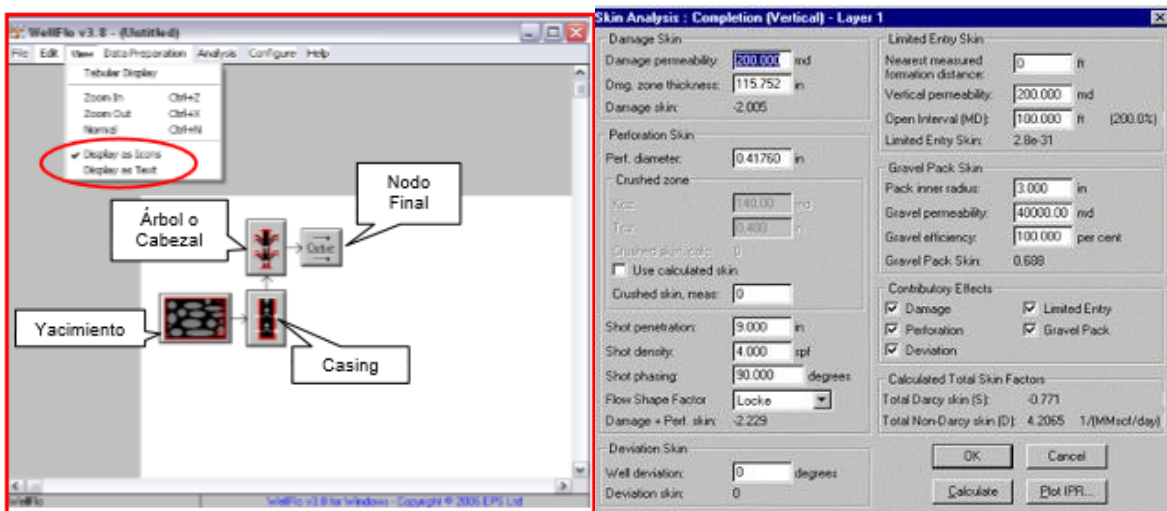 WellFlo v3.8 - (Untitled)
File Edit View Data Preparation Analysis Configure Help
Tabular Display
Zoom In Ctrl+Z
Zoom Out Ctrl+X
Normal Ctrl+N
Display as Icons
Display as Text
Nodo
Final
Árbol o
Cabezal
Outlet
Yacimiento
Casing
WellFlo
WellFlo v3.8 for Windows - Copyright © 2006 EPS Ltd
Skin Analysis : Completion (Vertical) - Layer 1
Damage Skin
Damage permeability: 200.000 md
Dmg. zone thickness: 115.752 in
Damage skin: -2.005
Perforation Skin
Perf. diameter: 0.41760 in
Crushed zone
Kcz: 140.00 md
Tcz: 0.480 in
Crushed skin, calc: 0
Use calculated skin
Crushed skin, meas: 0
Shot penetration: 9.000 in
Shot density: 4.000 spf
Shot phasing: 90.000 degrees
Flow Shape Factor Locke
Damage + Perf. skin: -2.229
Deviation Skin
Well deviation: 0 degrees
Deviation skin: 0
Limited Entry Skin
Nearest measured
formation distance: 0 ft
Vertical permeability: 200.000 md
Open Interval (MD): 100.000 ft (200.0%)
Limited Entry Skin: 2.8e-31
Gravel Pack Skin
Pack inner radius: 3.000 in
Gravel permeability: 40000.00 md
Gravel efficiency: 100.000 per cent
Gravel Pack Skin: 0.688
Contributory Effects
Damage Limited Entry
Perforation Gravel Pack
Deviation
Calculated Total Skin Factors
Total Darcy skin (S): -0.771
Total Non-Darcy skin (D): 4.2065 1/(MMscf/day)
OK Cancel
Calculate Plot IPR...